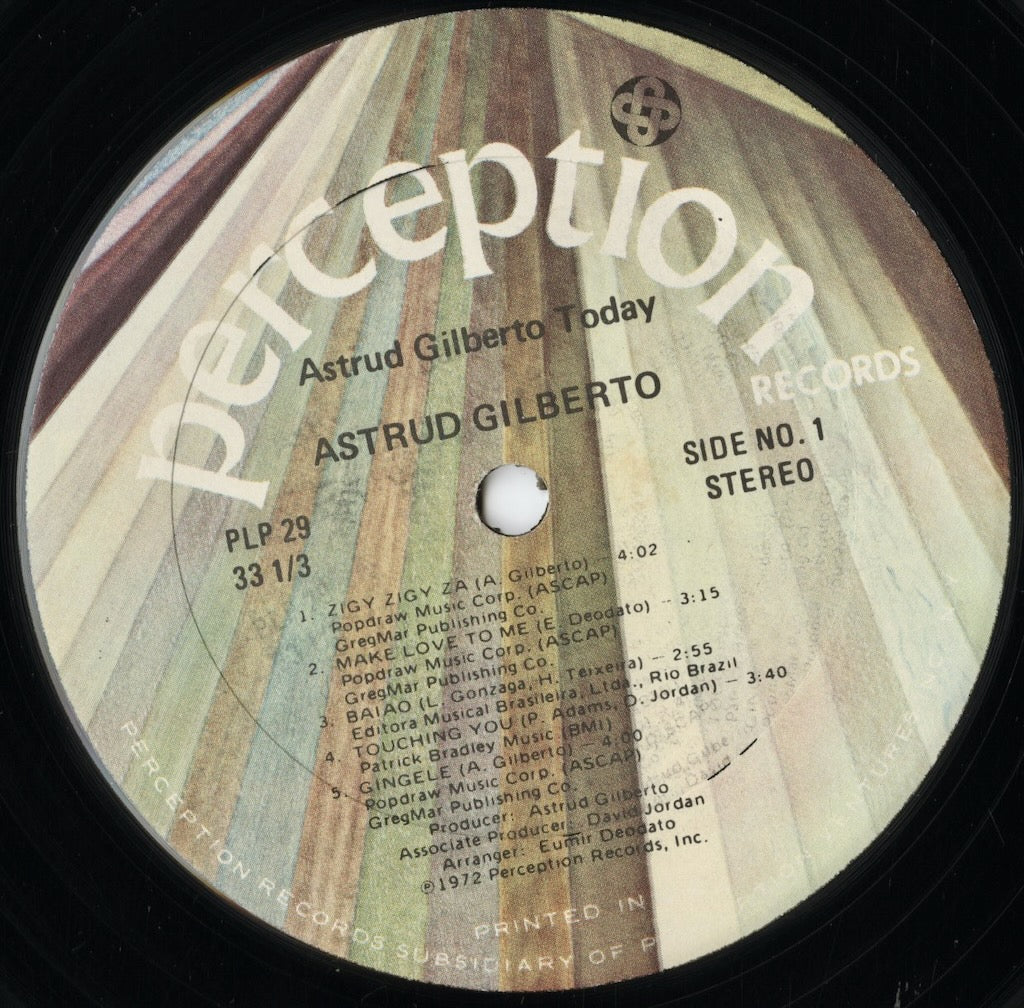 perception
RECORDS
Astrud Gilberto Today
ASTRUD GILBERTO
SIDE NO. 1
STEREO
PLP 29
33 1/3
1. ZIGY ZIGY ZA (A. Gilberto) – 4:02
Popdraw Music Corp. (ASCAP)
GregMar Publishing Co.
2. MAKE LOVE TO ME (E. Deodato) – 3:15
Popdraw Music Corp. (ASCAP)
GregMar Publishing Co.
3. BAIAO (L. Gonzaga, H. Teixeira) – 2:55
Editora Musical Brasileira, Ltda., Rio Brazil
4. TOUCHING YOU (P. Adams, D. Jordan) – 3:40
Patrick Bradley Music (BMI)
5. GINGELE (A. Gilberto) – 4:00
Popdraw Music Corp. (ASCAP)
GregMar Publishing Co.
Producer: Astrud Gilberto
Associate Producer: David Jordan
Arranger: Eumir Deodato
℗1972 Perception Records, Inc.
PRINTED IN
PERCEPTION RECORDS SUBSIDIARY OF P